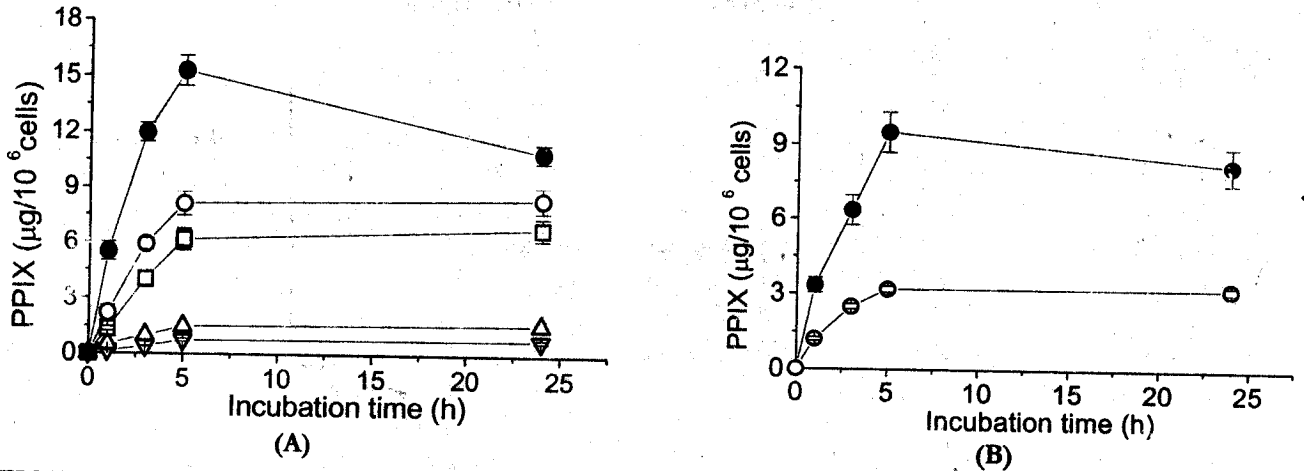 18
15
12
9
6
3
0
PPIX (μg/10 ⁶cells)
0 5 10 15 20 25
Incubation time (h)
(A)
12
9
6
3
0
PPIX (μg/10 ⁶ cells)
0 5 10 15 20 25
Incubation time (h)
(B)